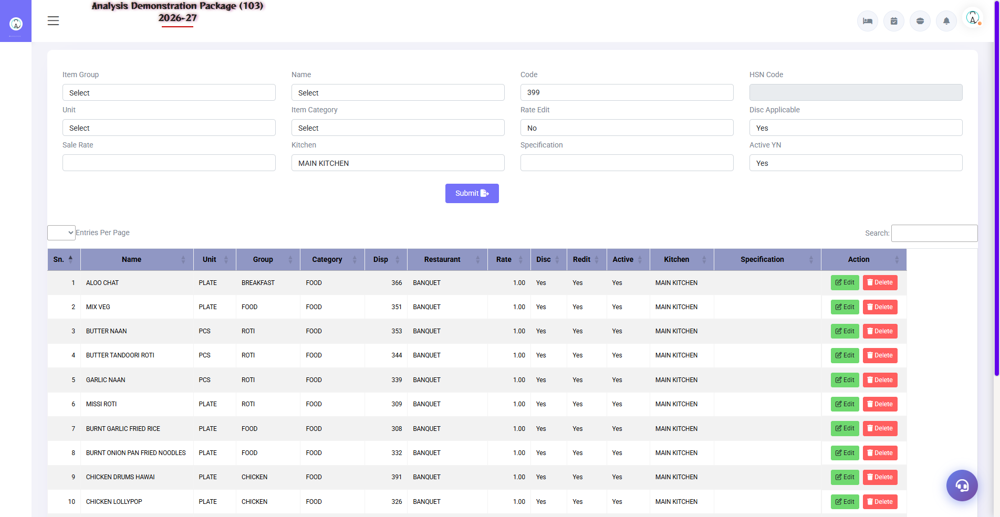 Analysis Demonstration Package (103)
2026-27
Item Group Name Code HSN Code
Select Select 399
Unit Item Category Rate Edit Disc Applicable
Select Select No Yes
Sale Rate Kitchen Specification Active YN
MAIN KITCHEN Yes
Submit
Entries Per Page Search:
Sn. Name Unit Group Category Disp Restaurant Rate Disc Redit Active Kitchen Specification Action
1 ALOO CHAT PLATE BREAKFAST FOOD 366 BANQUET 1.00 Yes Yes Yes MAIN KITCHEN Edit Delete
2 MIX VEG PLATE FOOD FOOD 351 BANQUET 1.00 Yes Yes Yes MAIN KITCHEN Edit Delete
3 BUTTER NAAN PCS ROTI FOOD 353 BANQUET 1.00 Yes Yes Yes MAIN KITCHEN Edit Delete
4 BUTTER TANDOORI ROTI PCS ROTI FOOD 344 BANQUET 1.00 Yes Yes Yes MAIN KITCHEN Edit Delete
5 GARLIC NAAN PCS ROTI FOOD 339 BANQUET 1.00 Yes Yes Yes MAIN KITCHEN Edit Delete
6 MISSI ROTI PLATE ROTI FOOD 309 BANQUET 1.00 Yes Yes Yes MAIN KITCHEN Edit Delete
7 BURNT GARLIC FRIED RICE PLATE FOOD FOOD 308 BANQUET 1.00 Yes Yes Yes MAIN KITCHEN Edit Delete
8 BURNT ONION PAN FRIED NOODLES PLATE FOOD FOOD 332 BANQUET 1.00 Yes Yes Yes MAIN KITCHEN Edit Delete
9 CHICKEN DRUMS HAWAI PLATE CHICKEN FOOD 391 BANQUET 1.00 Yes Yes Yes MAIN KITCHEN Edit Delete
10 CHICKEN LOLLYPOP PLATE CHICKEN FOOD 326 BANQUET 1.00 Yes Yes Yes MAIN KITCHEN Edit Delete